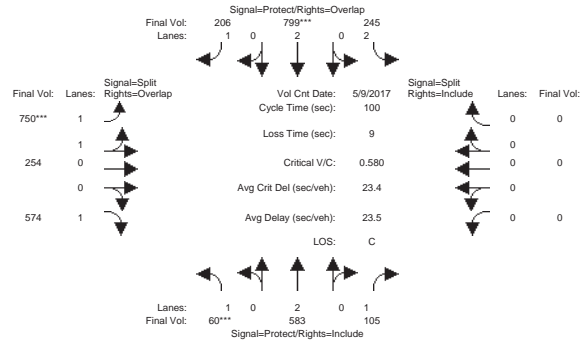 Signal=Protect/Rights=Overlap
Final Vol: 206 799*** 245
Lanes: 1 0 2 0 2
Signal=Split
Final Vol: Lanes: Rights=Overlap
Vol Cnt Date: 5/9/2017
Signal=Split
Rights=Include Lanes: Final Vol:
Cycle Time (sec): 100
750*** 1 0 0
Loss Time (sec): 9
1 0
254 0 Critical V/C: 0.580 0 0
0 Avg Crit Del (sec/veh): 23.4 0
574 1 Avg Delay (sec/veh): 23.5 0 0
LOS: C
Lanes: 1 0 2 0 1
Final Vol: 60*** 583 105
Signal=Protect/Rights=Include